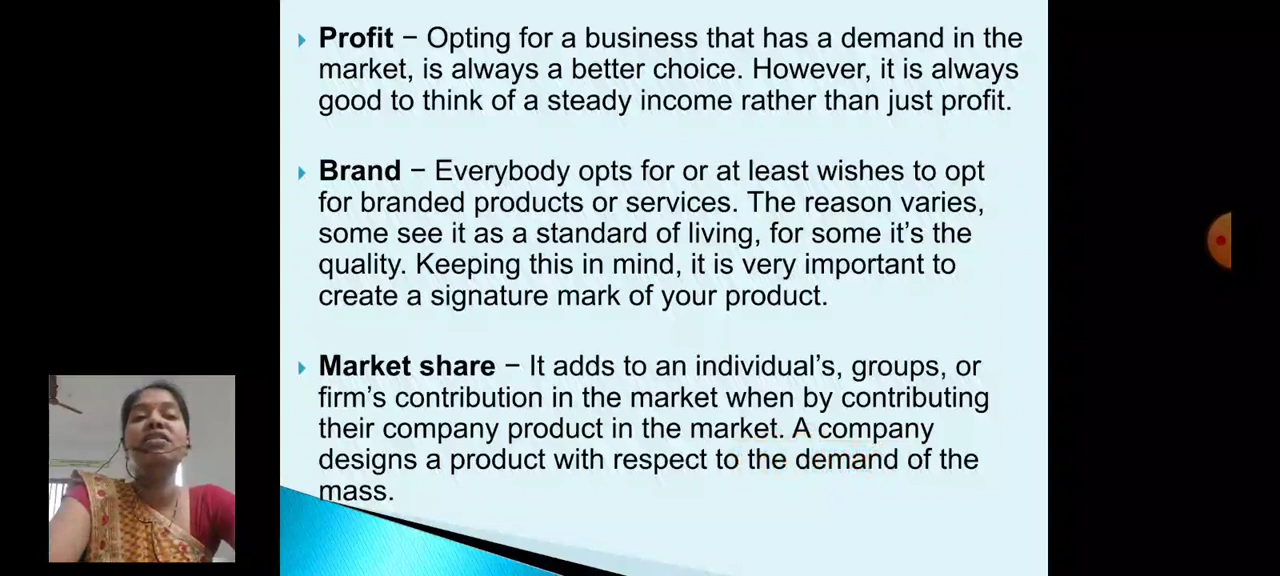 Profit − Opting for a business that has a demand in the
market, is always a better choice. However, it is always
good to think of a steady income rather than just profit.
Brand − Everybody opts for or at least wishes to opt
for branded products or services. The reason varies,
some see it as a standard of living, for some it’s the
quality. Keeping this in mind, it is very important to
create a signature mark of your product.
Market share − It adds to an individual’s, groups, or
firm’s contribution in the market when by contributing
their company product in the market. A company
designs a product with respect to the demand of the
mass.